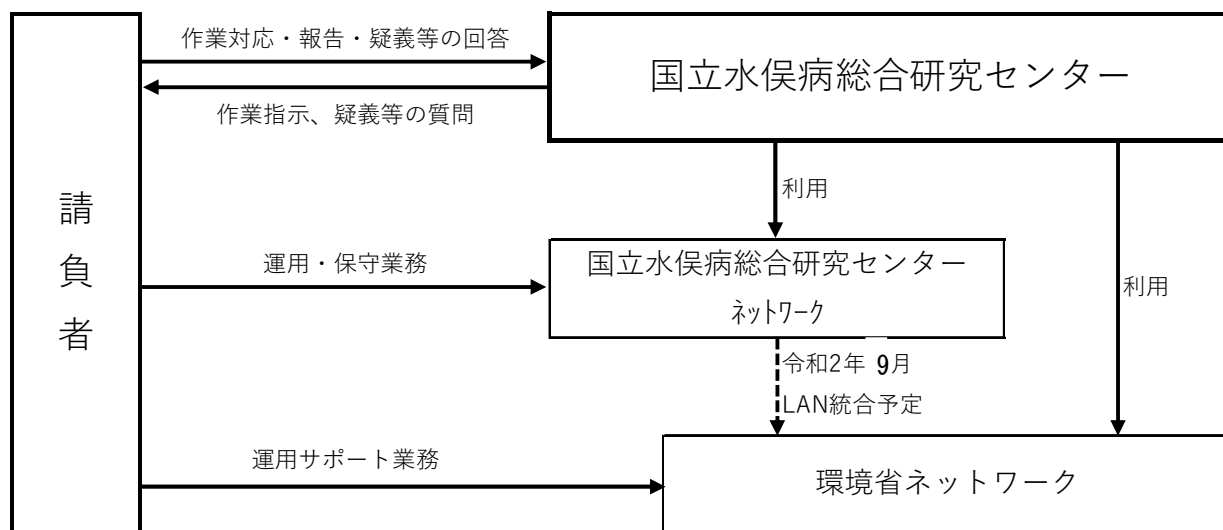 作業対応・報告・疑義等の回答
国立水俣病総合研究センター
作業指示、疑義等の質問
請負者
利用
運用・保守業務
国立水俣病総合研究センター
ﾈｯﾄﾜｰｸ
利用
令和2年 9月
LAN統合予定
運用サポート業務
環境省ネットワーク